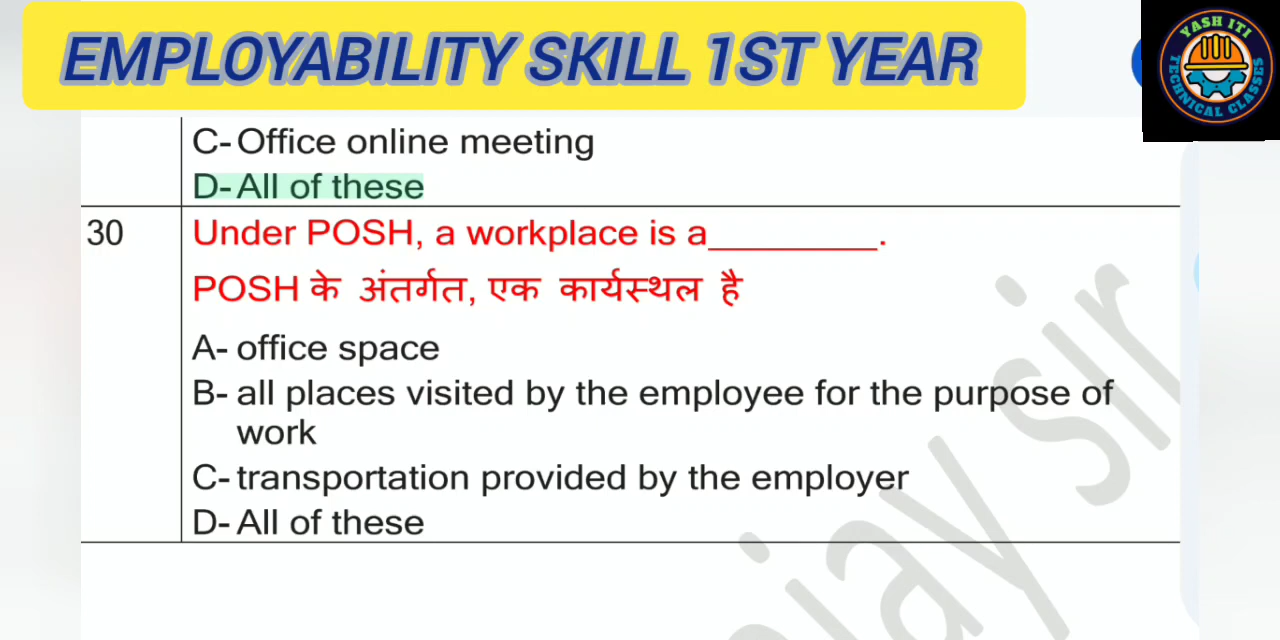 EMPLOYABILITY SKILL 1ST YEAR
YASH ITI
TECHNICAL CLASSES
C- Office online meeting
D- All of these
30
Under POSH, a workplace is a_________.
POSH के अंतर्गत, एक कार्यस्थल है
A- office space
B- all places visited by the employee for the purpose of
work
C- transportation provided by the employer
D- All of these
jay sir